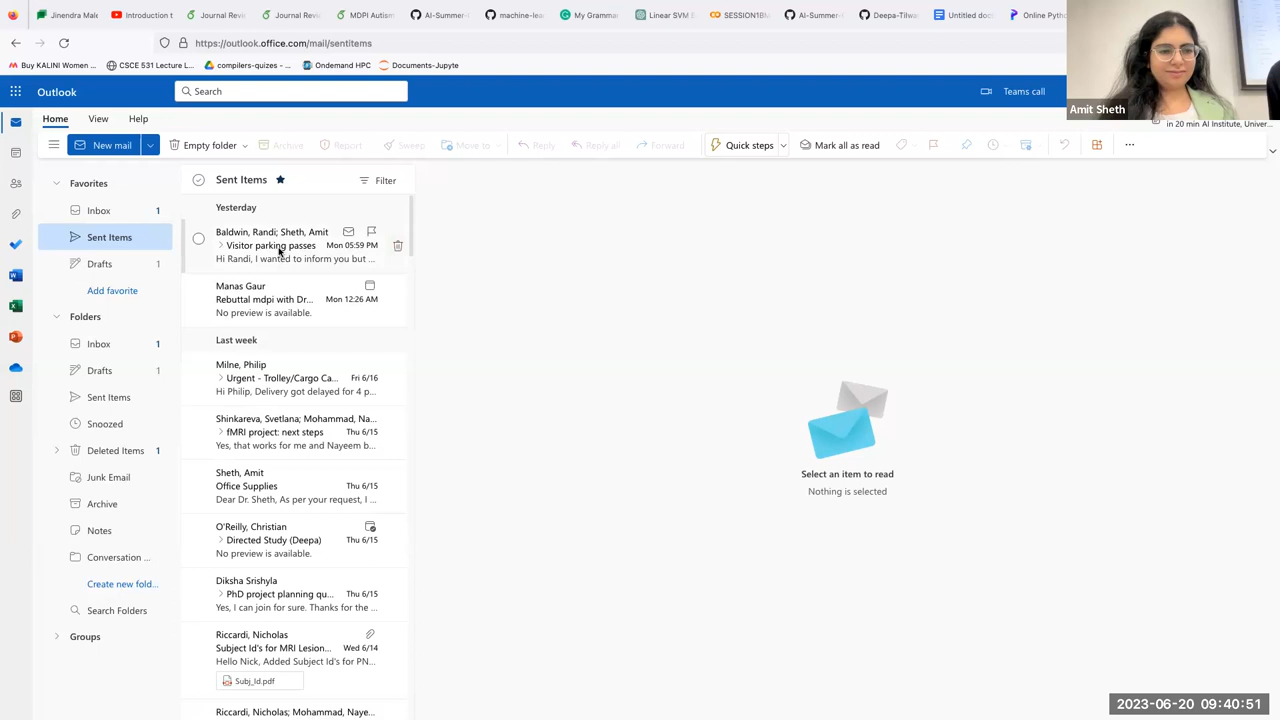 Jinendra Male
Introduction t
Journal Revie
Journal Revie
MDPI Autism
AI-Summer-
machine-lea
My Grammar
Linear SVM E
SESSION1BM
AI-Summer-
Deepa-Tilwa
Untitled docu
Online Pytho
https://outlook.office.com/mail/sentitems
Buy KALINI Women ...
CSCE 531 Lecture L...
compilers-quizes - ...
Ondemand HPC
Documents-Jupyte
Outlook
Search
Teams call
Amit Sheth
in 20 min AI Institute, Univer...
Home
View
Help
New mail
Empty folder
Archive
Report
Sweep
Move to
Reply
Reply all
Forward
Quick steps
Mark all as read
Favorites
Inbox 1
Sent Items
Drafts 1
Add favorite
Folders
Inbox 1
Drafts 1
Sent Items
Snoozed
Deleted Items 1
Junk Email
Archive
Notes
Conversation ...
Create new fold...
Search Folders
Groups
Sent Items
Filter
Yesterday
Baldwin, Randi; Sheth, Amit
Visitor parking passes Mon 05:59 PM
Hi Randi, I wanted to inform you but ...
Manas Gaur
Rebuttal mdpi with Dr... Mon 12:26 AM
No preview is available.
Last week
Milne, Philip
Urgent - Trolley/Cargo Ca... Fri 6/16
Hi Philip, Delivery got delayed for 4 p...
Shinkareva, Svetlana; Mohammad, Na...
fMRI project: next steps Thu 6/15
Yes, that works for me and Nayeem b...
Sheth, Amit
Office Supplies Thu 6/15
Dear Dr. Sheth, As per your request, I ...
O'Reilly, Christian
Directed Study (Deepa) Thu 6/15
No preview is available.
Diksha Srishyla
PhD project planning qu... Thu 6/15
Yes, I can join for sure. Thanks for the ...
Riccardi, Nicholas
Subject Id's for MRI Lesion... Wed 6/14
Hello Nick, Added Subject Id's for PN...
Subj_Id.pdf
Riccardi, Nicholas; Mohammad, Naye...
Select an item to read
Nothing is selected
2023-06-20 09:40:51